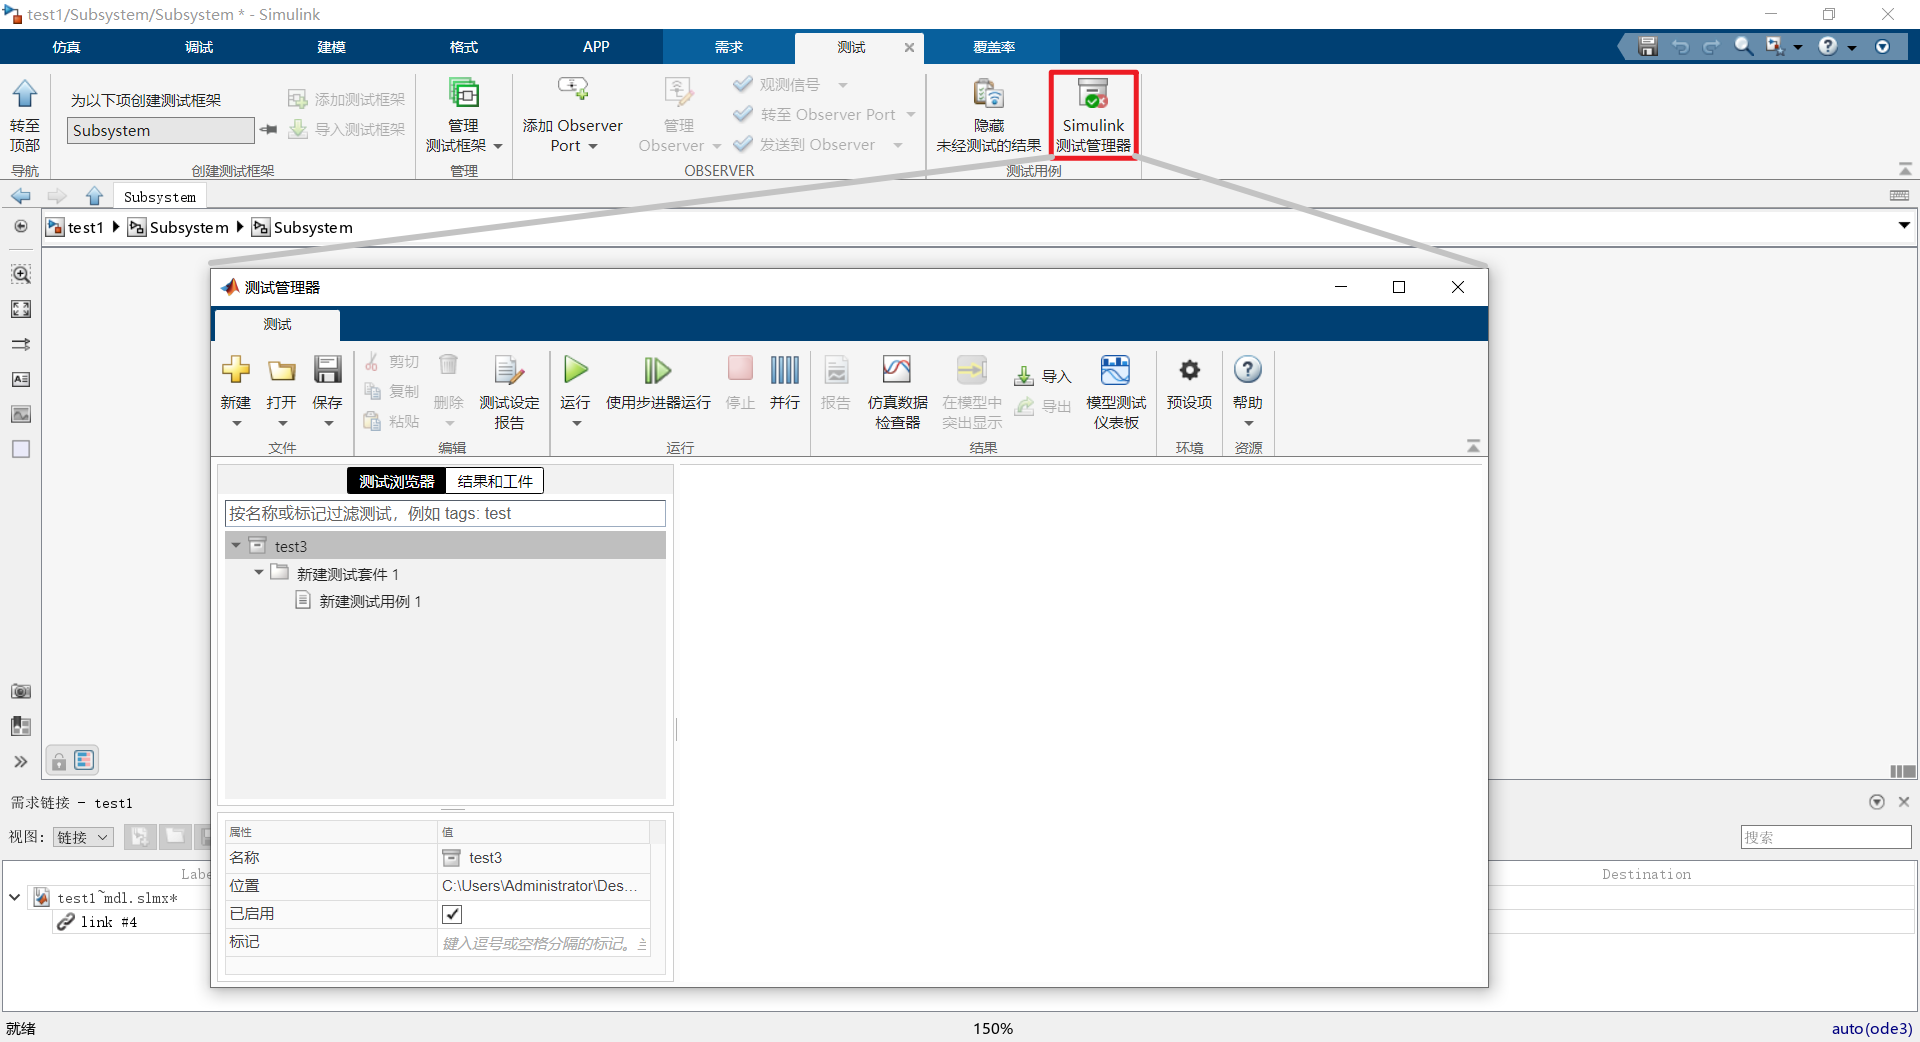 test1/Subsystem/Subsystem * - Simulink
仿真 调试 建模 格式 APP 需求 测试 覆盖率
转至
顶部
导航
为以下项创建测试框架
Subsystem
添加测试框架
导入测试框架
创建测试框架
管理
测试框架
管理
添加 Observer
Port
管理
Observer
观测信号
转至 Observer Port
发送到 Observer
OBSERVER
隐藏
未经测试的结果
Simulink
测试管理器
测试用例
Subsystem
test1 Subsystem Subsystem
测试管理器
测试
新建 打开 保存
文件
剪切
复制
粘贴
删除
测试设定
报告
编辑
运行 使用步进器运行 停止 并行
运行
报告
仿真数据
检查器
在模型中
突出显示
导入
导出
模型测试
仪表板
结果
预设项
环境
帮助
资源
测试浏览器 结果和工件
按名称或标记过滤测试，例如 tags: test
test3
新建测试套件 1
新建测试用例 1
属性 值
名称 test3
位置 C:\Users\Administrator\Des...
已启用
标记 键入逗号或空格分隔的标记。
需求链接 - test1
视图: 链接
搜索
Labe
Destination
test1~mdl.slmx*
link #4
就绪 150% auto(ode3)